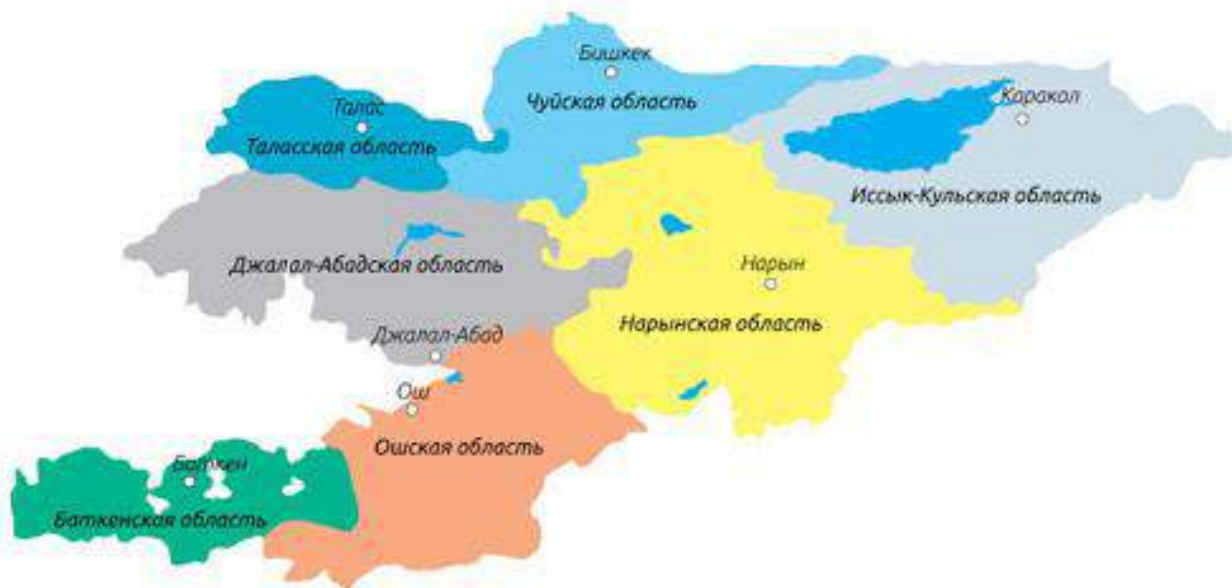 Бишкек
Чуйская область
Талас
Таласская область
Каракол
Иссык-Кульская область
Джалал-Абадская область
Нарын
Нарынская область
Джалал-Абад
Ош
Ошская область
Баткен
Баткенская область